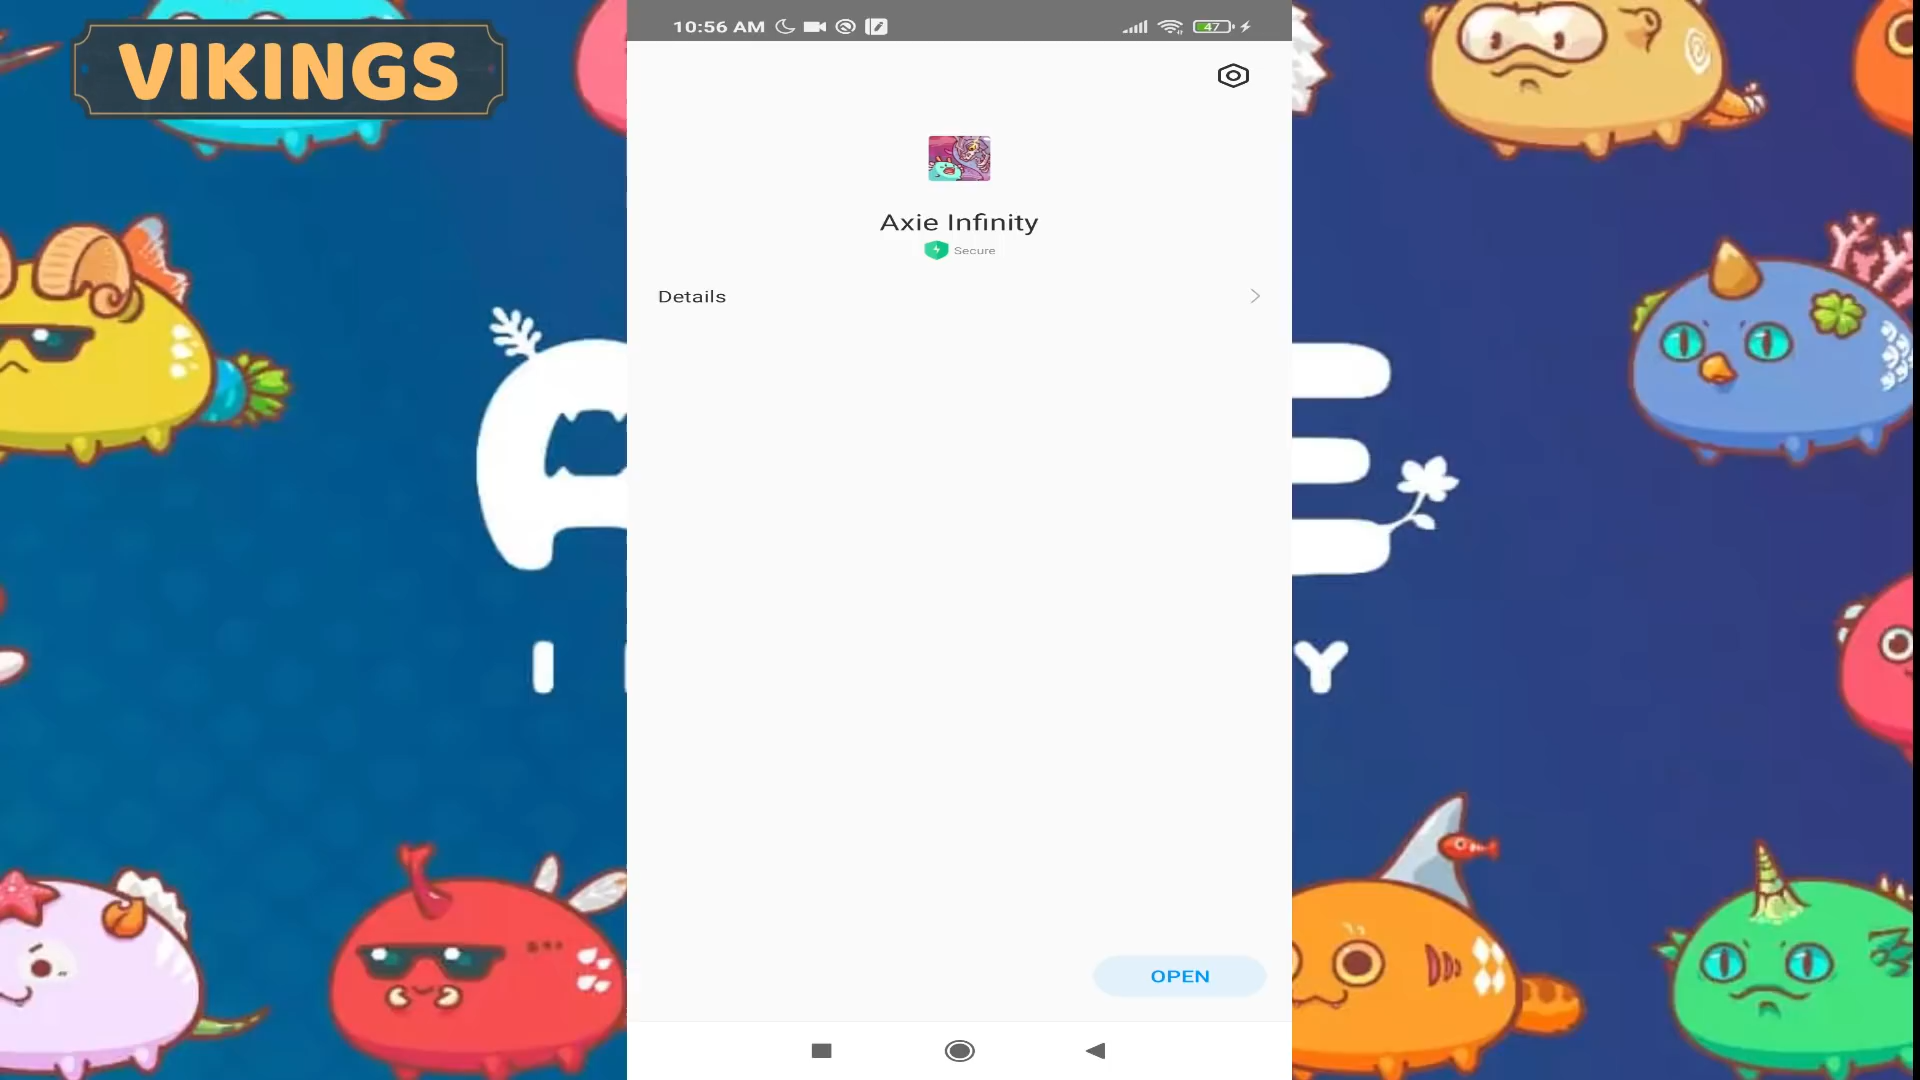 VIKINGS
10:56 AM
47
Axie Infinity
Secure
Details
I
Y
OPEN